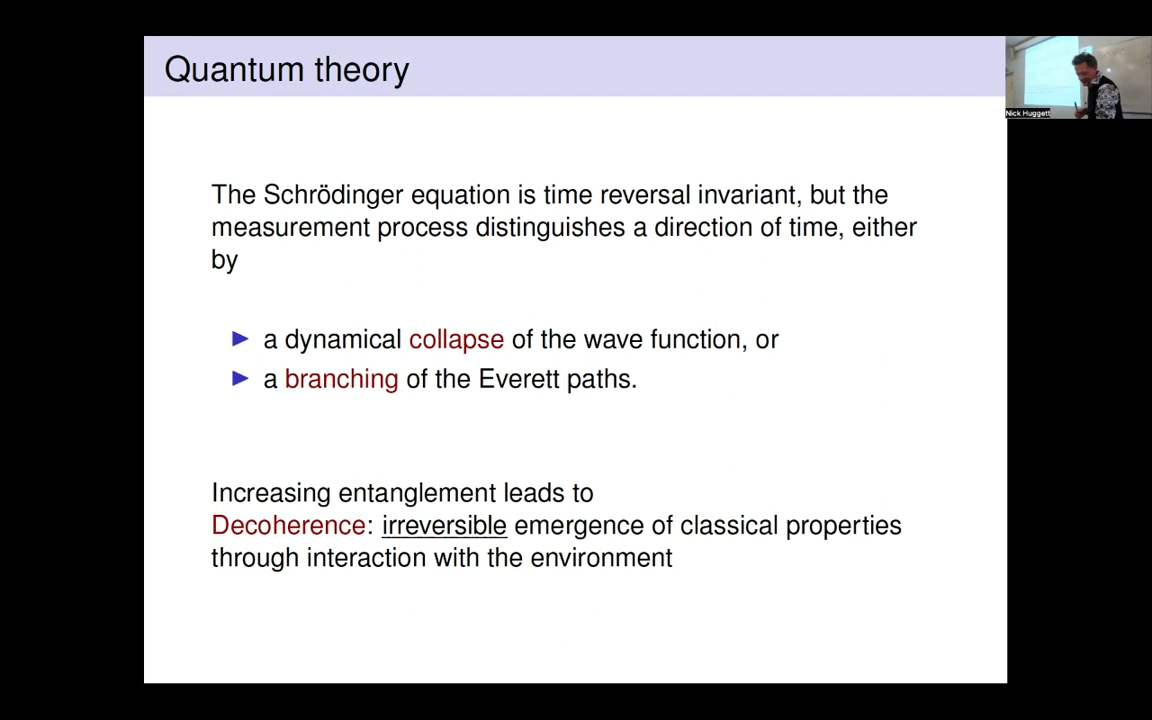 Quantum theory
Nick Huggett
The Schrödinger equation is time reversal invariant, but the
measurement process distinguishes a direction of time, either
by
a dynamical collapse of the wave function, or
a branching of the Everett paths.
Increasing entanglement leads to
Decoherence: irreversible emergence of classical properties
through interaction with the environment